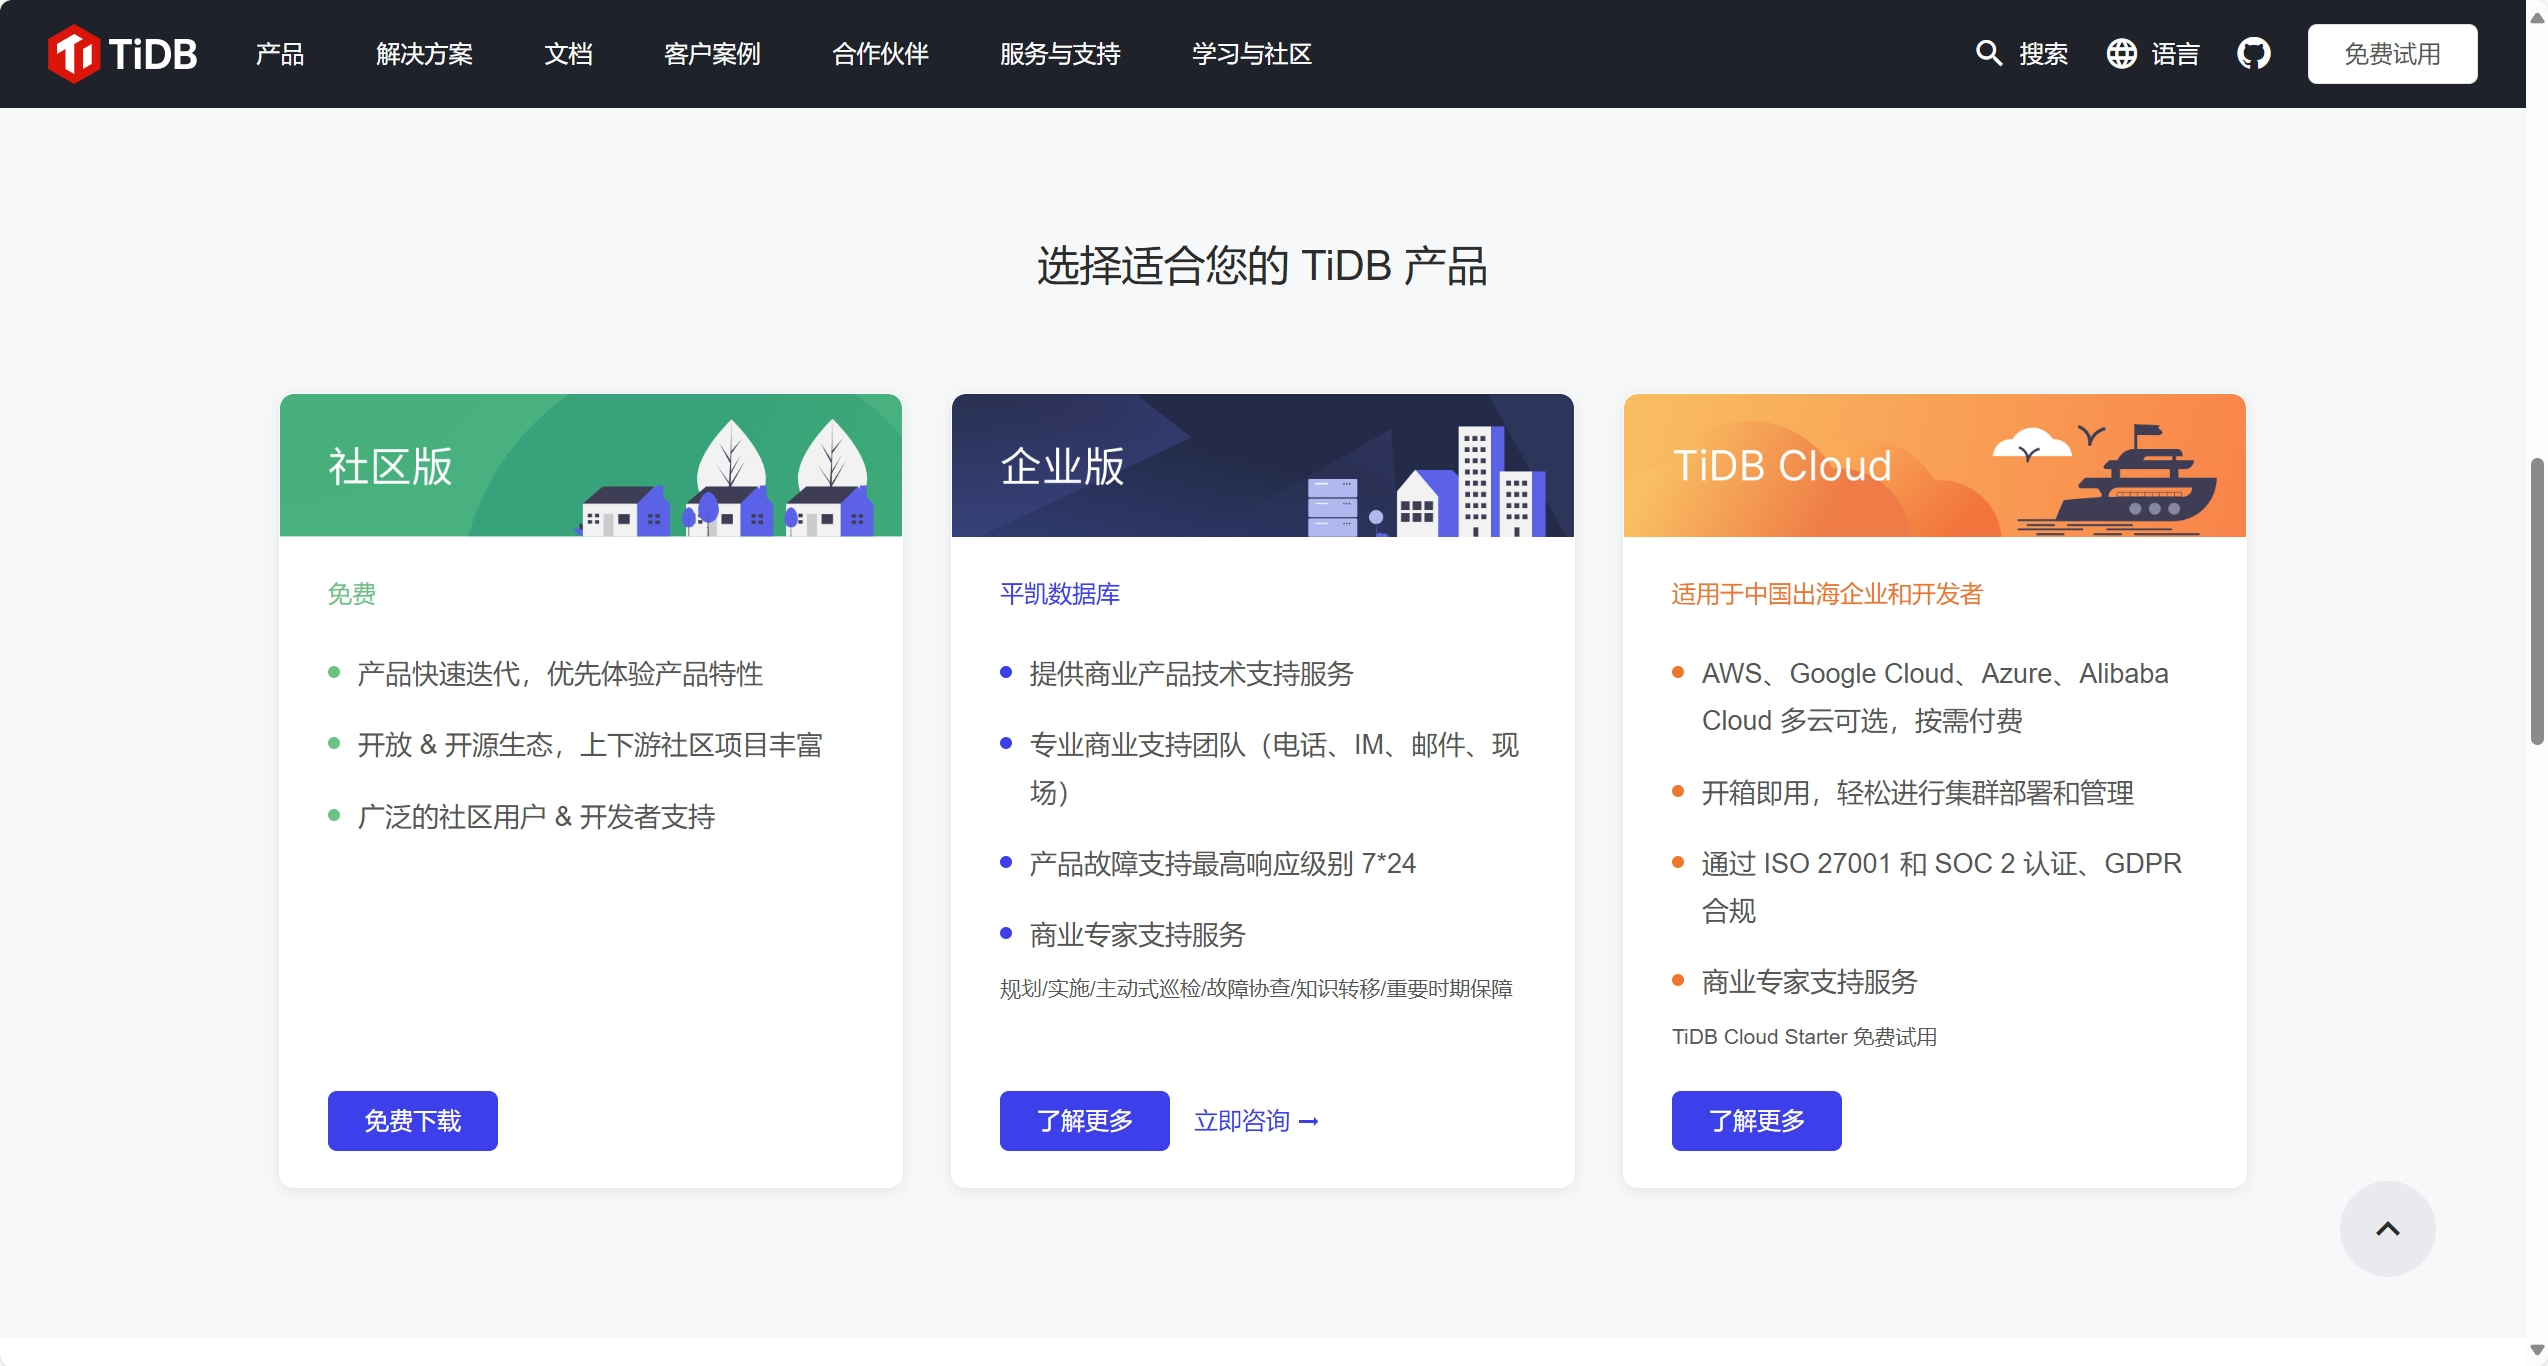 TiDB 产品 解决方案 文档 客户案例 合作伙伴 服务与支持 学习与社区 搜索 语言 免费试用
选择适合您的 TiDB 产品
社区版
免费
产品快速迭代，优先体验产品特性
开放 & 开源生态，上下游社区项目丰富
广泛的社区用户 & 开发者支持
免费下载
企业版
平凯数据库
提供商业产品技术支持服务
专业商业支持团队（电话、IM、邮件、现
场）
产品故障支持最高响应级别 7*24
商业专家支持服务
规划/实施/主动式巡检/故障协查/知识转移/重要时期保障
了解更多 立即咨询 →
TiDB Cloud
适用于中国出海企业和开发者
AWS、Google Cloud、Azure、Alibaba
Cloud 多云可选，按需付费
开箱即用，轻松进行集群部署和管理
通过 ISO 27001 和 SOC 2 认证、GDPR
合规
商业专家支持服务
TiDB Cloud Starter 免费试用
了解更多